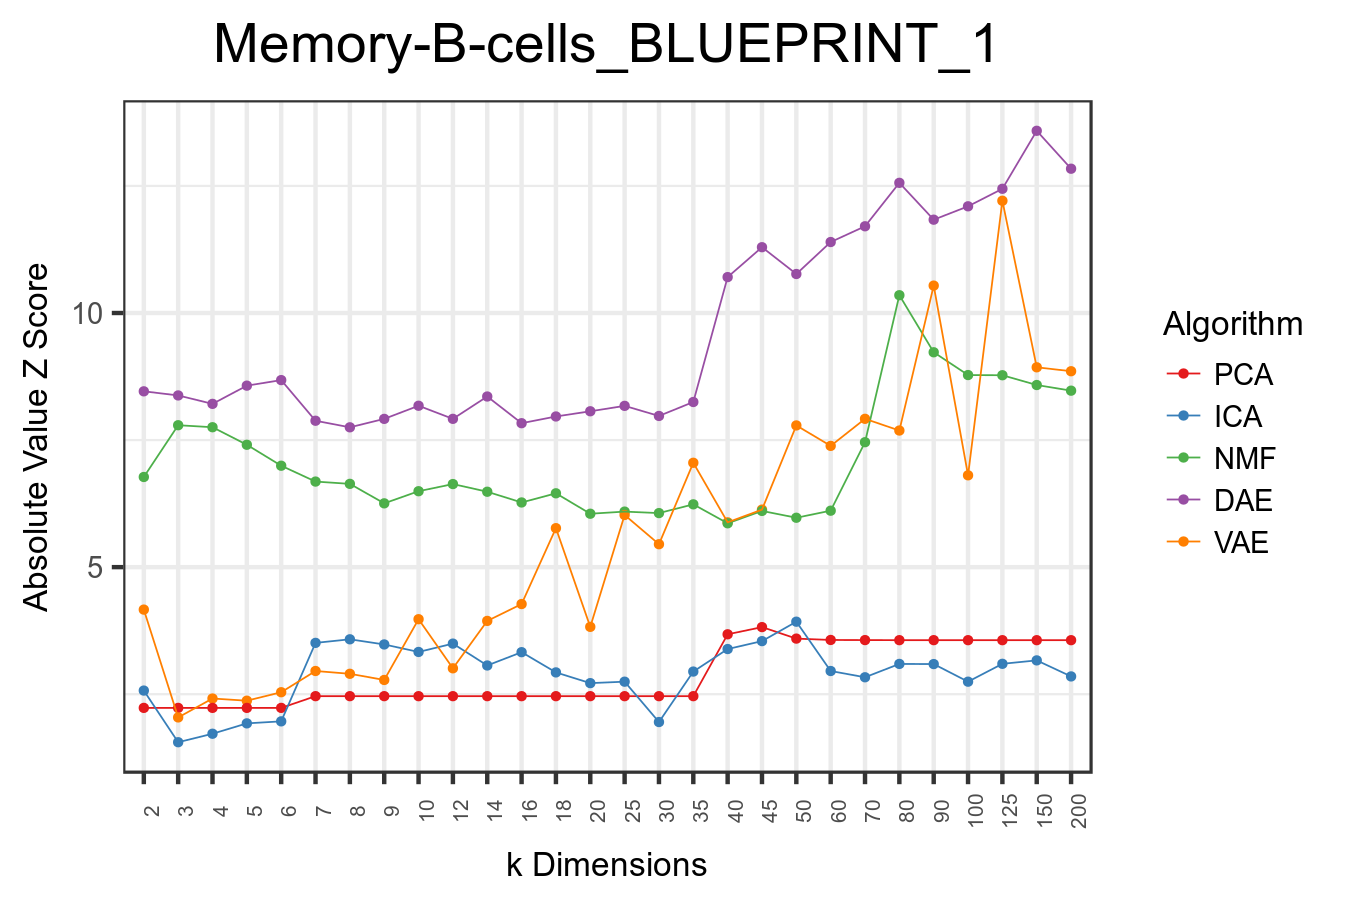 Memory-B-cells_BLUEPRINT_1
Absolute Value Z Score
10
5
2 3 4 5 6 7 8 9 10 12 14 16 18 20 25 30 35 40 45 50 60 70 80 90 100 125 150 200
k Dimensions
Algorithm
PCA
ICA
NMF
DAE
VAE